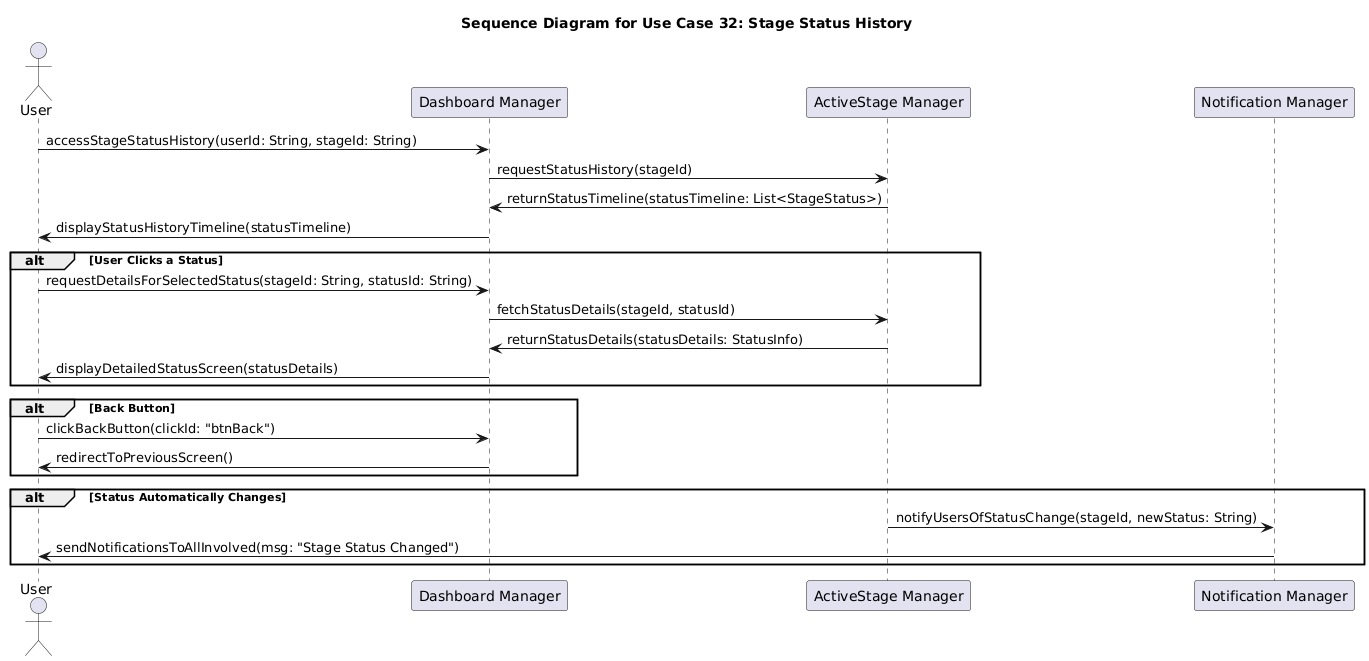 Sequence Diagram for Use Case 32: Stage Status History
User
Dashboard Manager
ActiveStage Manager
Notification Manager
accessStageStatusHistory(userId: String, stageId: String)
requestStatusHistory(stageId)
returnStatusTimeline(statusTimeline: List<StageStatus>)
displayStatusHistoryTimeline(statusTimeline)
alt [User Clicks a Status]
requestDetailsForSelectedStatus(stageId: String, statusId: String)
fetchStatusDetails(stageId, statusId)
returnStatusDetails(statusDetails: StatusInfo)
displayDetailedStatusScreen(statusDetails)
alt [Back Button]
clickBackButton(clickId: "btnBack")
redirectToPreviousScreen()
alt [Status Automatically Changes]
notifyUsersOfStatusChange(stageId, newStatus: String)
sendNotificationsToAllInvolved(msg: "Stage Status Changed")
User
Dashboard Manager
ActiveStage Manager
Notification Manager